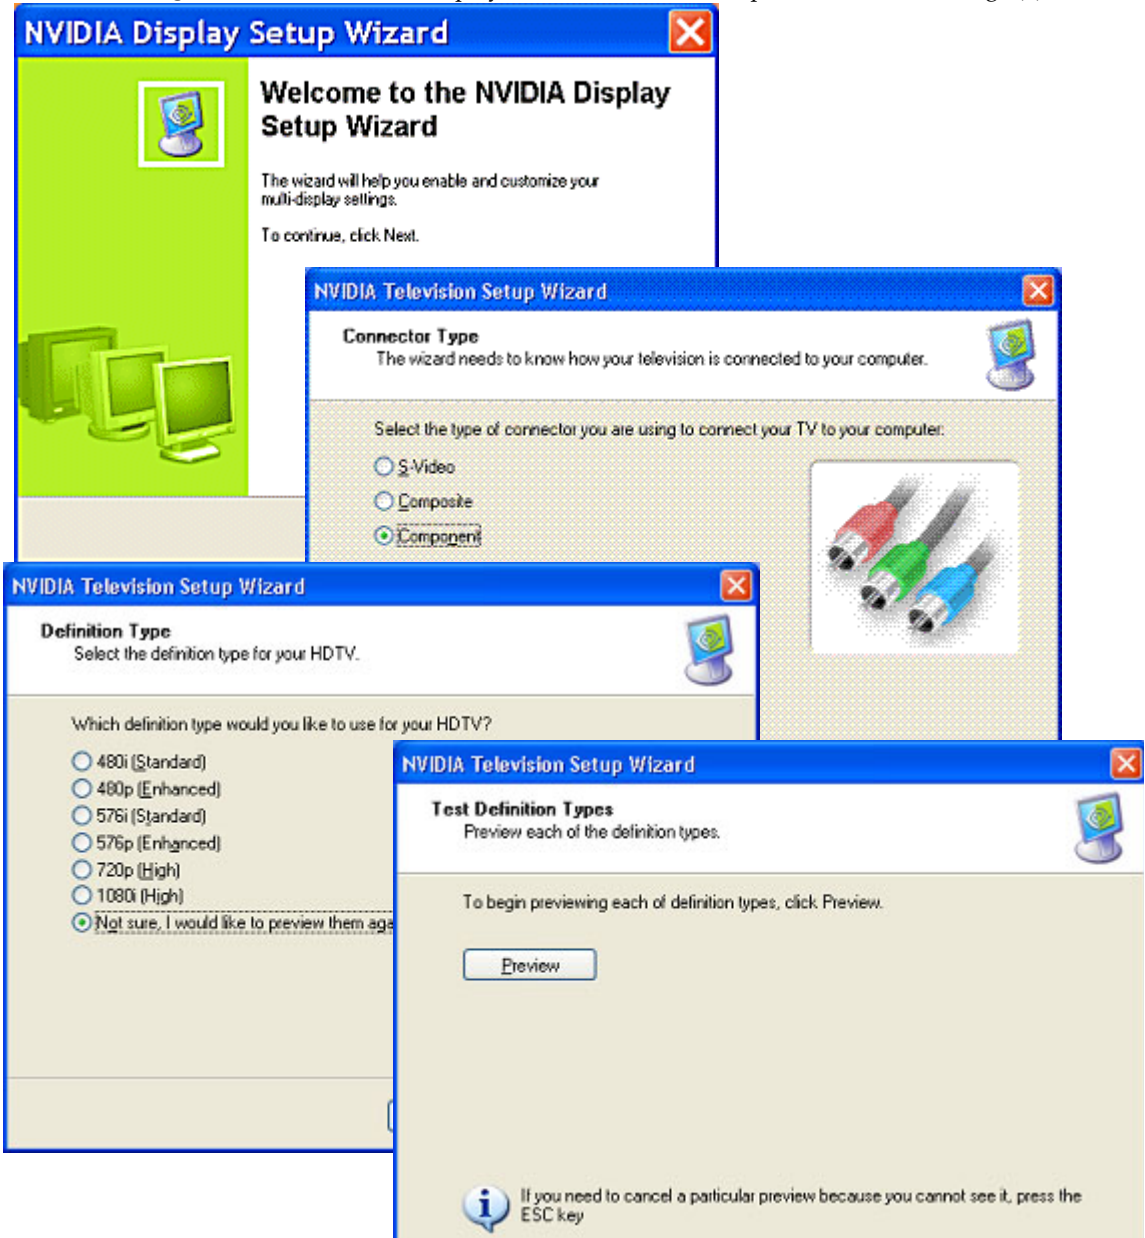 NVIDIA Display Setup Wizard
Welcome to the NVIDIA Display
Setup Wizard
The wizard will help you enable and customize your
multi-display settings.
To continue, click Next.
NVIDIA Television Setup Wizard
Connector Type
The wizard needs to know how your television is connected to your computer.
Select the type of connector you are using to connect your TV to your computer:
S-Video
Composite
Component
NVIDIA Television Setup Wizard
Definition Type
Select the definition type for your HDTV.
Which definition type would you like to use for your HDTV?
480i (Standard)
480p (Enhanced)
576i (Standard)
576p (Enhanced)
720p (High)
1080i (High)
Not sure, I would like to preview them aga
NVIDIA Television Setup Wizard
Test Definition Types
Preview each of the definition types.
To begin previewing each of definition types, click Preview.
Preview
If you need to cancel a particular preview because you cannot see it, press the
ESC key